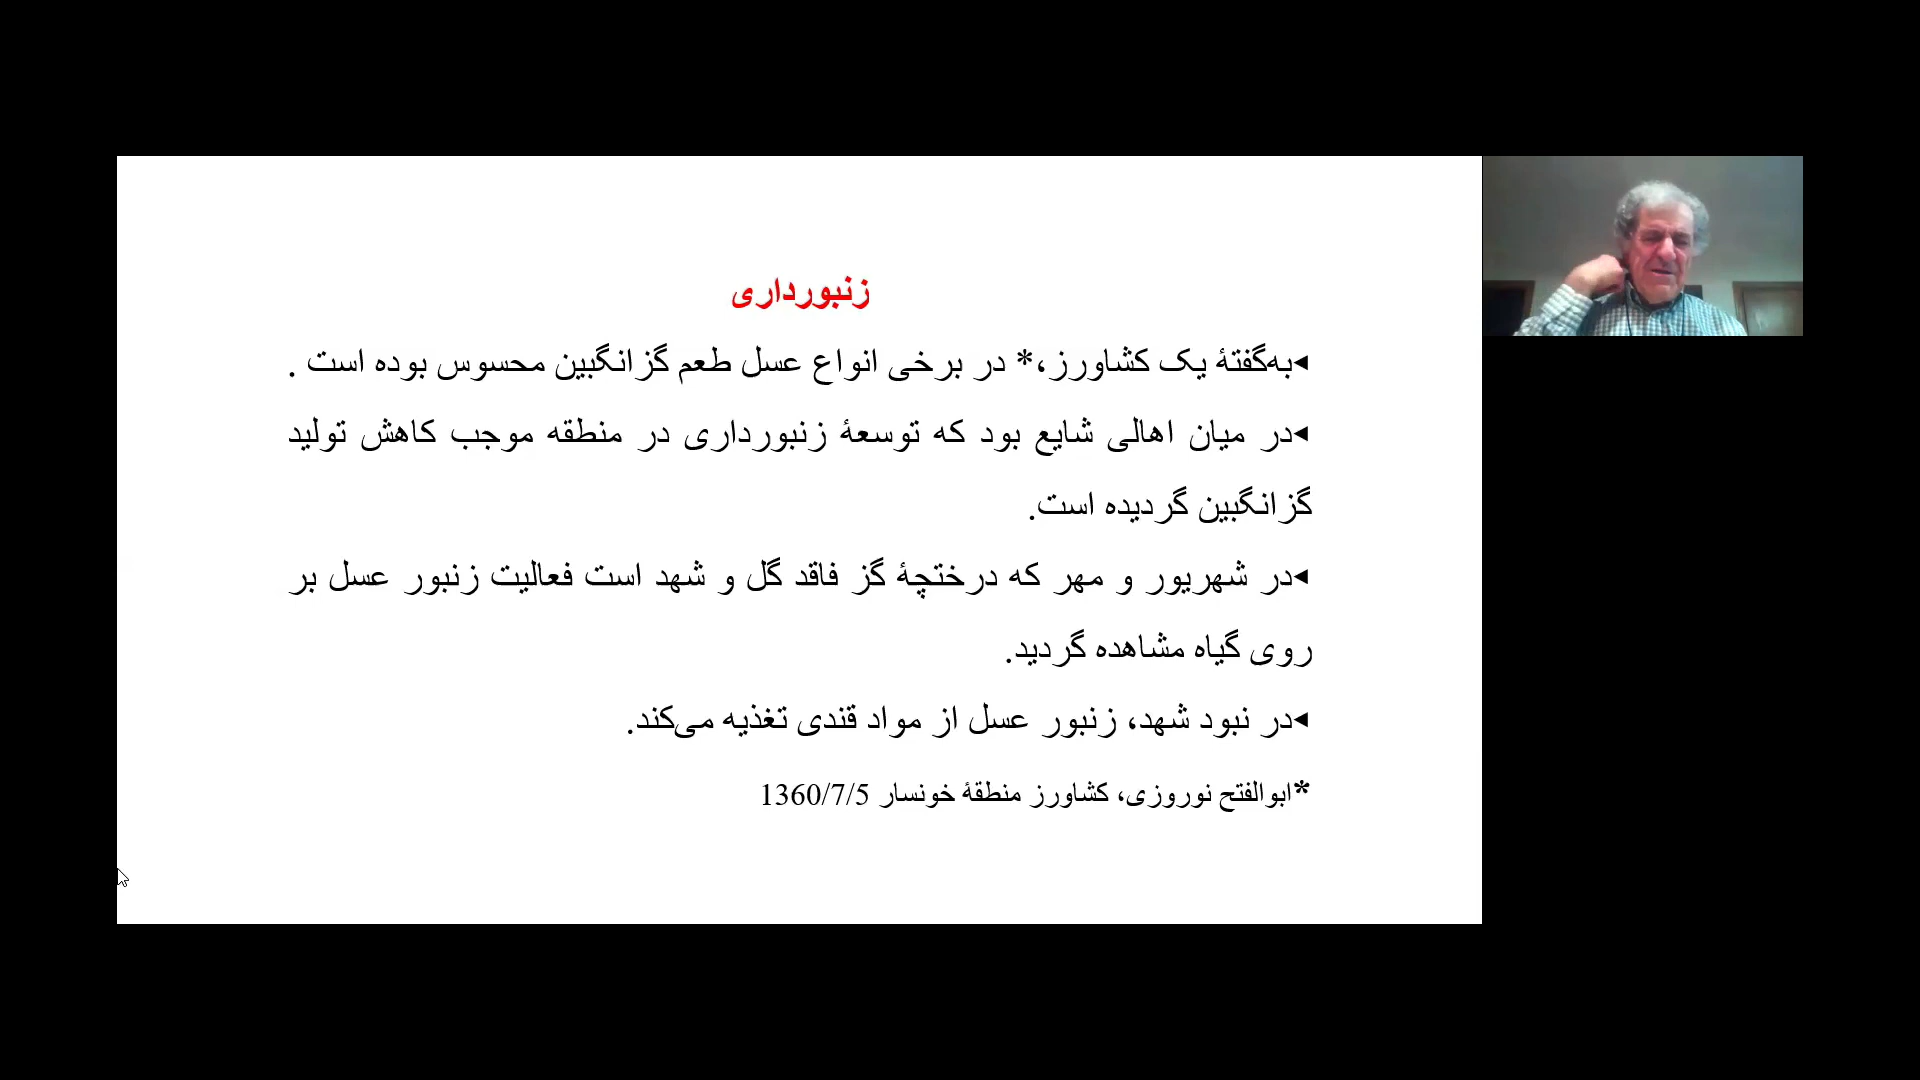 زنبورداری
◂به‌گفتهٔ یک کشاورز،* در برخی انواع عسل طعم گزانگبین محسوس بوده است .
◂در میان اهالی شایع بود که توسعهٔ زنبورداری در منطقه موجب کاهش تولید
گزانگبین گردیده است.
◂در شهریور و مهر که درختچهٔ گز فاقد گل و شهد است فعالیت زنبور عسل بر
روی گیاه مشاهده گردید.
◂در نبود شهد، زنبور عسل از مواد قندی تغذیه می‌کند.
*ابوالفتح نوروزی، کشاورز منطقهٔ خونسار 1360/7/5